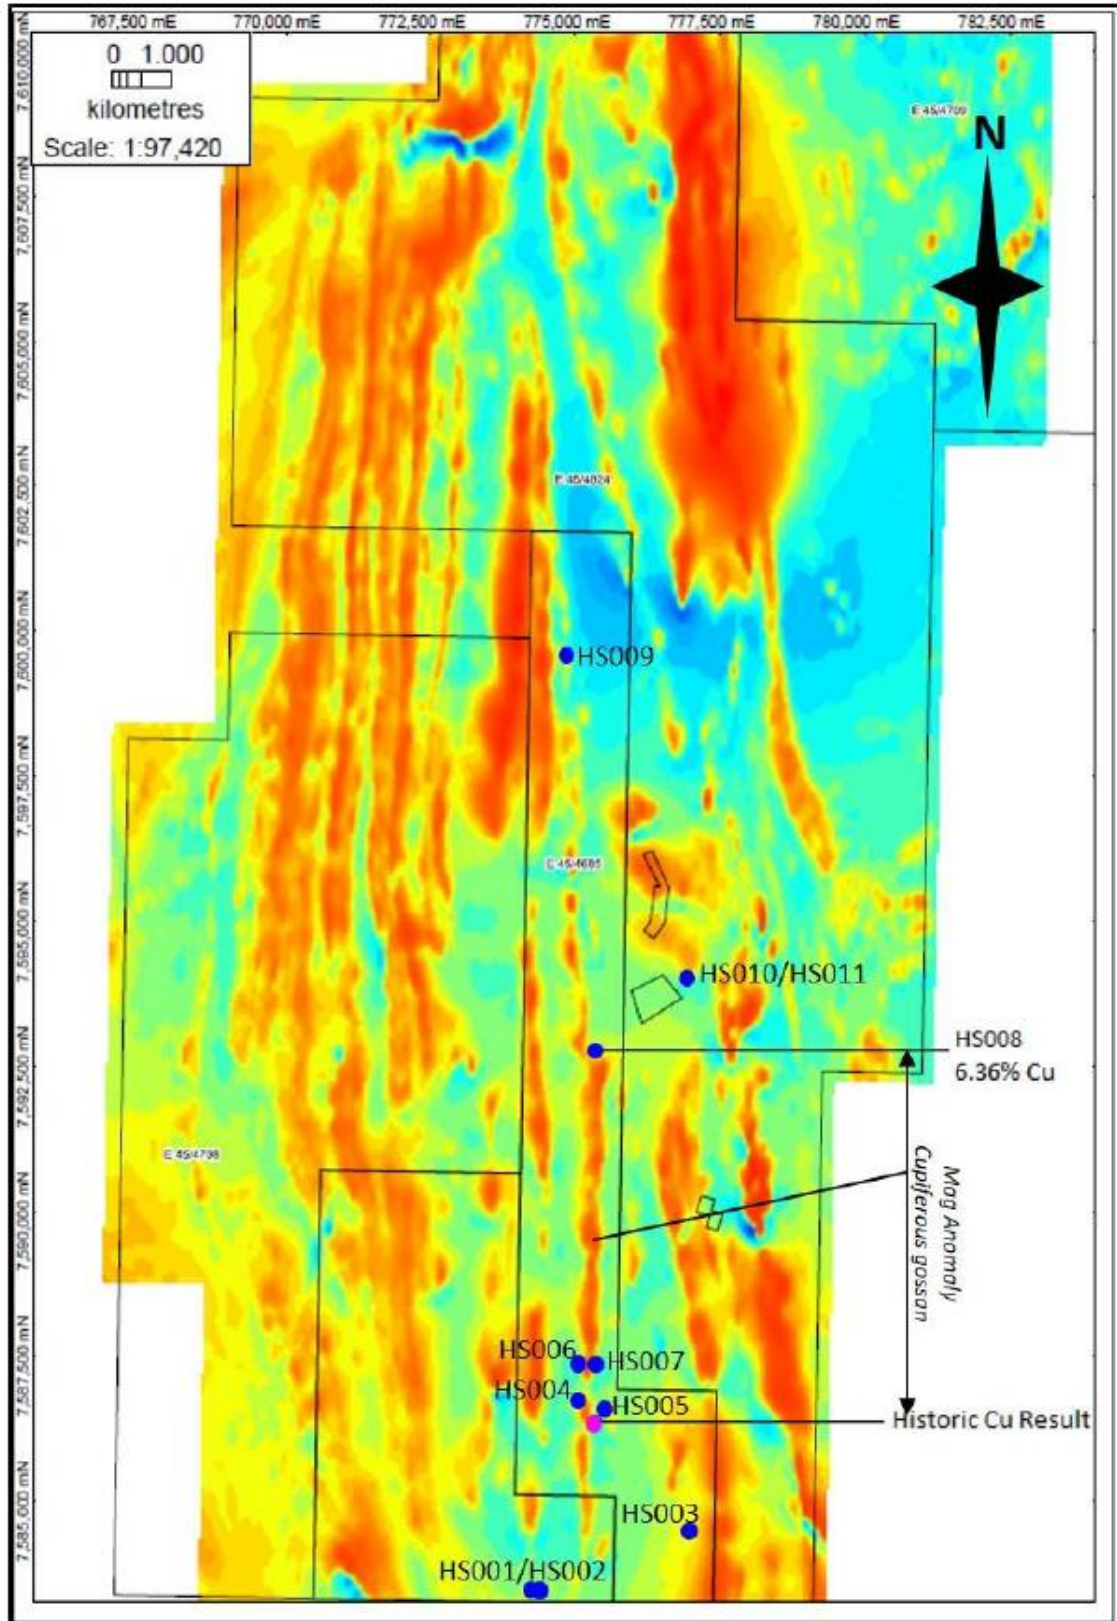 767,500 mE
770,000 mE
772,500 mE
775,000 mE
777,500 mE
780,000 mE
782,500 mE
7,610,000 mN
7,607,500 mN
7,605,000 mN
7,602,500 mN
7,600,000 mN
7,597,500 mN
7,595,000 mN
7,592,500 mN
7,590,000 mN
7,587,500 mN
7,585,000 mN
0 1.000
kilometres
Scale: 1:97,420
E 45/4709
N
E 45/4824
HS009
E 45/4685
HS010/HS011
HS008
6.36% Cu
E 45/4708
Mag Anomaly
Cupiferous gossan
HS006
HS007
HS004
HS005
Historic Cu Result
HS003
HS001/HS002